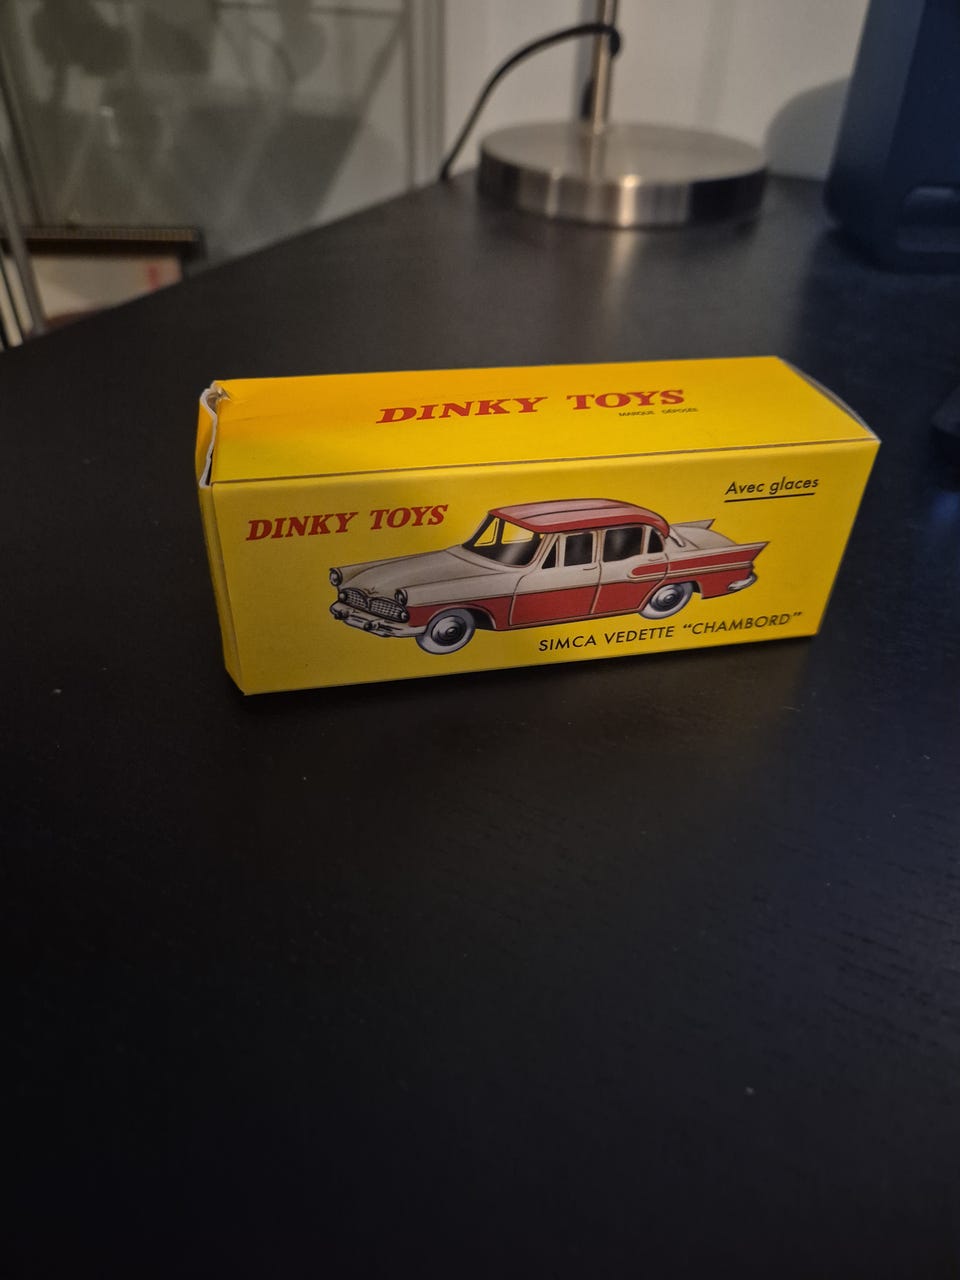 DINKY TOYS
MARQUE DÉPOSÉE
Avec glaces
DINKY TOYS
SIMCA VEDETTE "CHAMBORD"